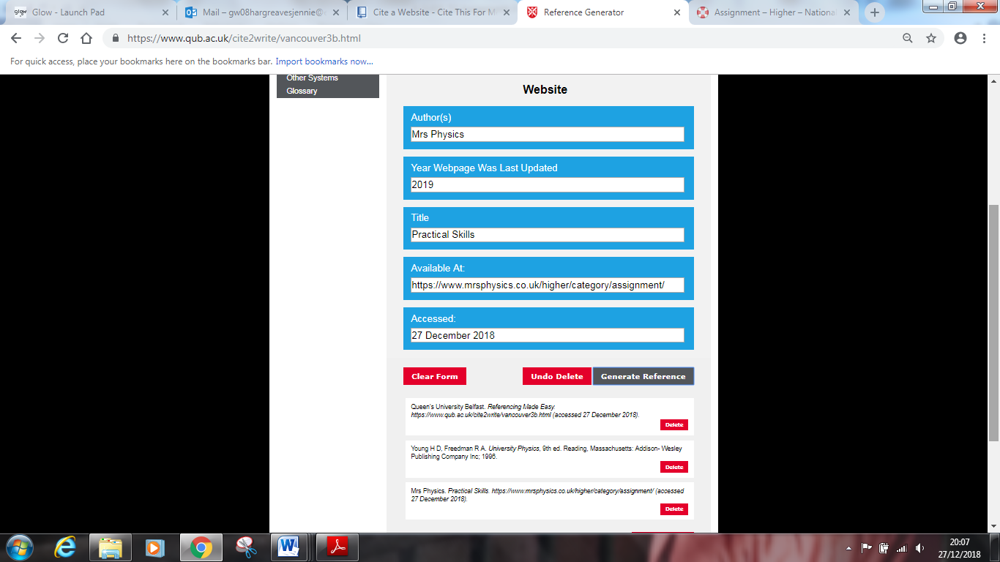 glow Glow - Launch Pad
Mail – gw08hargreavesjennie@
Cite a Website - Cite This For M
Reference Generator
Assignment – Higher – Nationa
https://www.qub.ac.uk/cite2write/vancouver3b.html
For quick access, place your bookmarks here on the bookmarks bar. Import bookmarks now...
Other Systems
Glossary
Website
Author(s)
Mrs Physics
Year Webpage Was Last Updated
2019
Title
Practical Skills
Available At:
https://www.mrsphysics.co.uk/higher/category/assignment/
Accessed:
27 December 2018
Clear Form
Undo Delete
Generate Reference
Queen's University Belfast. Referencing Made Easy.
https://www.qub.ac.uk/cite2write/vancouver3b.html (accessed 27 December 2018).
Delete
Young H D, Freedman R A. University Physics, 9th ed. Reading, Massachusetts: Addison- Wesley
Publishing Company Inc; 1996.
Delete
Mrs Physics. Practical Skills. https://www.mrsphysics.co.uk/higher/category/assignment/ (accessed
27 December 2018).
Delete
20:07
27/12/2018